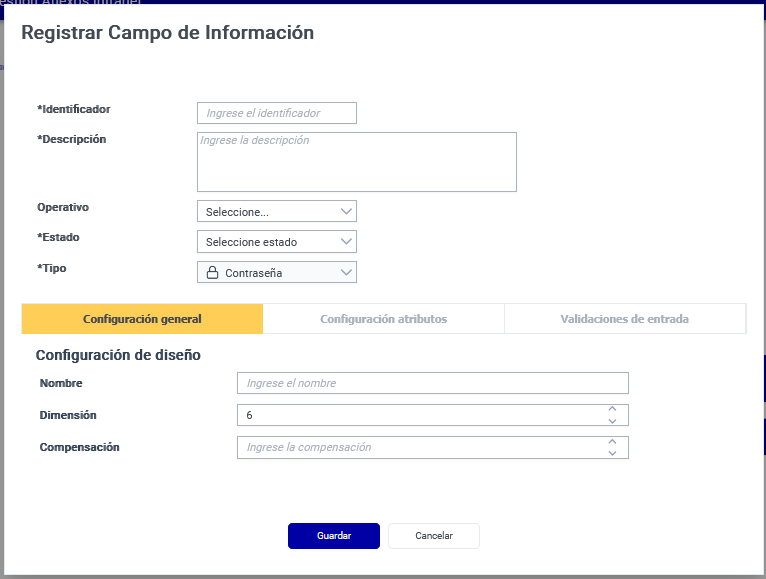 Gestión Anexos Intranet
Registrar Campo de Información
*Identificador
Ingrese el identificador
*Descripción
Ingrese la descripción
Operativo
Seleccione...
*Estado
Seleccione estado
*Tipo
Contraseña
Configuración general
Configuración atributos
Validaciones de entrada
Configuración de diseño
Nombre
Ingrese el nombre
Dimensión
6
Compensación
Ingrese la compensación
Guardar
Cancelar